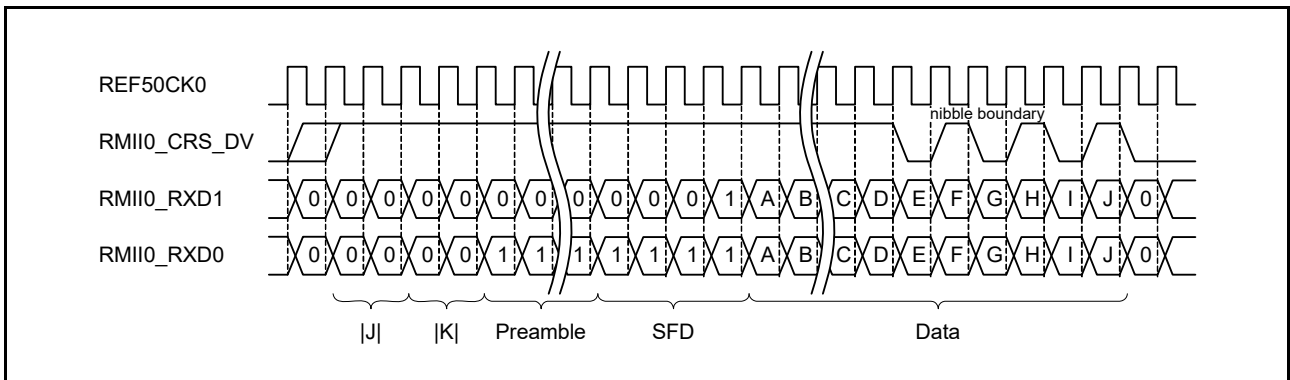 REF50CK0
nibble boundary
RMII0_CRS_DV
RMII0_RXD1 0 0 0 0 0 0 0 0 0 0 0 1 A B C D E F G H I J 0
RMII0_RXD0 0 0 0 0 0 1 1 1 1 1 1 1 A B C D E F G H I J 0
|J| |K| Preamble SFD Data